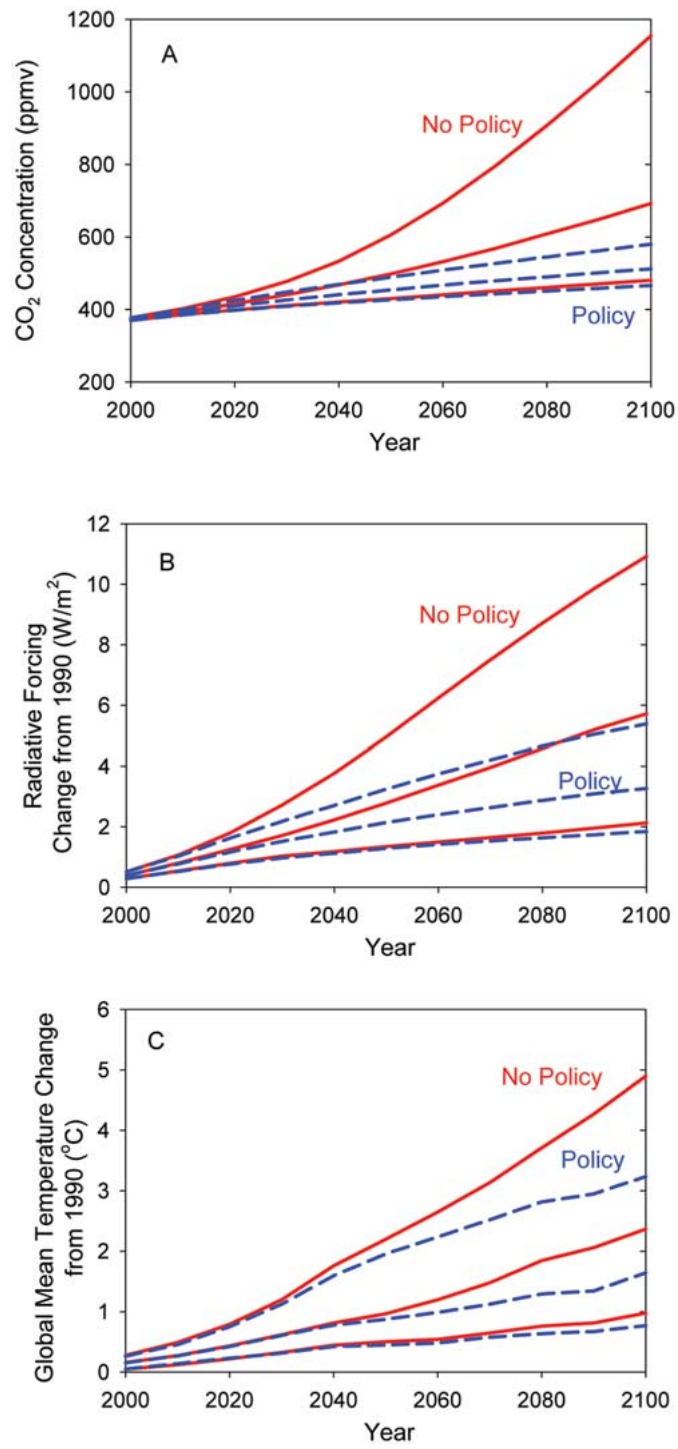 1200
A
1000
No Policy
800
600
400
Policy
200
2000 2020 2040 2060 2080 2100
Year
CO2 Concentration (ppmv)
12
B
10
No Policy
8
6
4
Policy
2
0
2000 2020 2040 2060 2080 2100
Year
Radiative Forcing
Change from 1990 (W/m²)
6
C
5
No Policy
4
Policy
3
2
1
0
2000 2020 2040 2060 2080 2100
Year
Global Mean Temperature Change
from 1990 (°C)